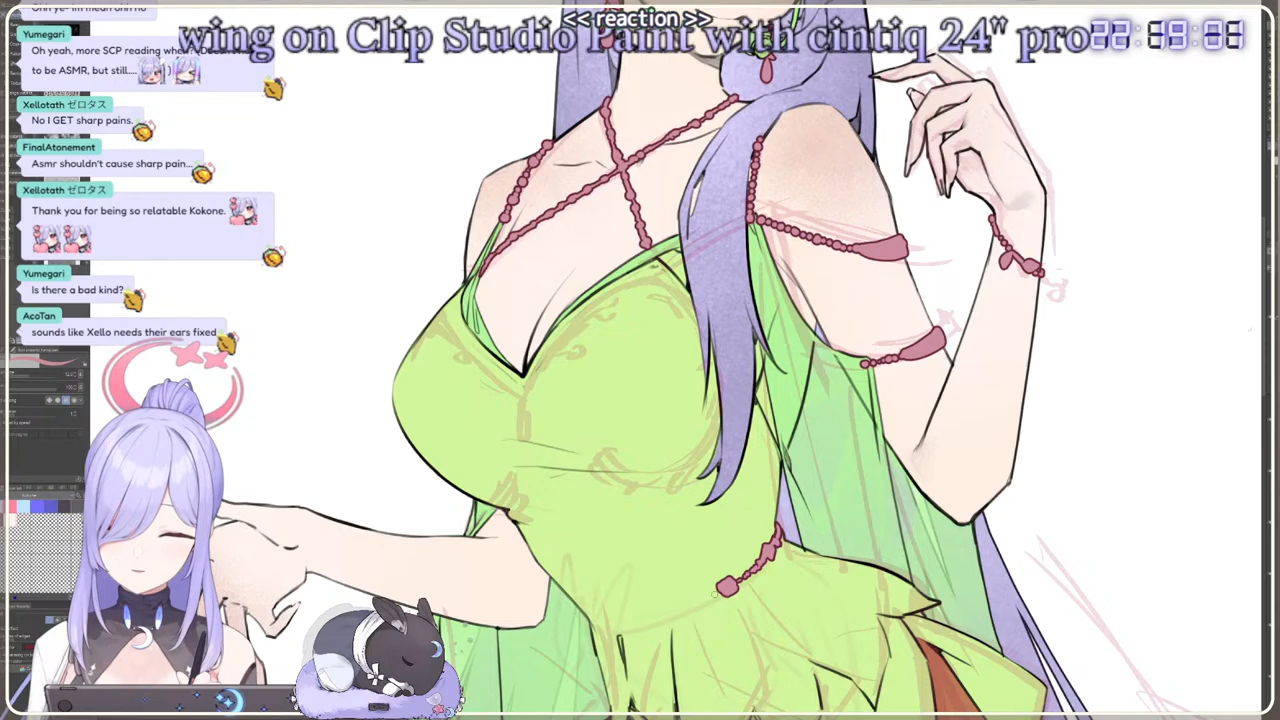 << reaction >>
wing on Clip Studio Paint with cintiq 24" pro
Yumegari
Oh yeah, more SCP reading when?
to be ASMR, but still....
Xellotath ゼロタス
No I GET sharp pains.
FinalAtonement
Asmr shouldn't cause sharp pain...
Xellotath ゼロタス
Thank you for being so relatable Kokone.
Yumegari
Is there a bad kind?
AcoTan
sounds like Xello needs their ears fixed